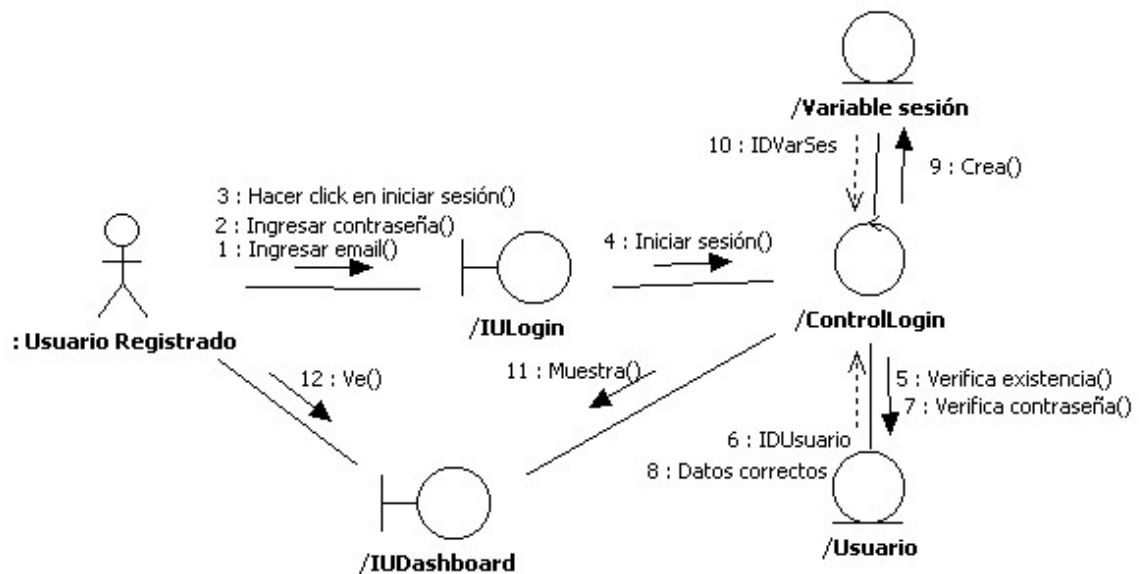 /Variable sesión
10 : IDVarSes
9 : Crea()
3 : Hacer click en iniciar sesión()
2 : Ingresar contraseña()
1 : Ingresar email()
4 : Iniciar sesión()
: Usuario Registrado
/IULogin
/ControlLogin
12 : Ve()
11 : Muestra()
5 : Verifica existencia()
7 : Verifica contraseña()
6 : IDUsuario
8 : Datos correctos
/IUDashboard
/Usuario